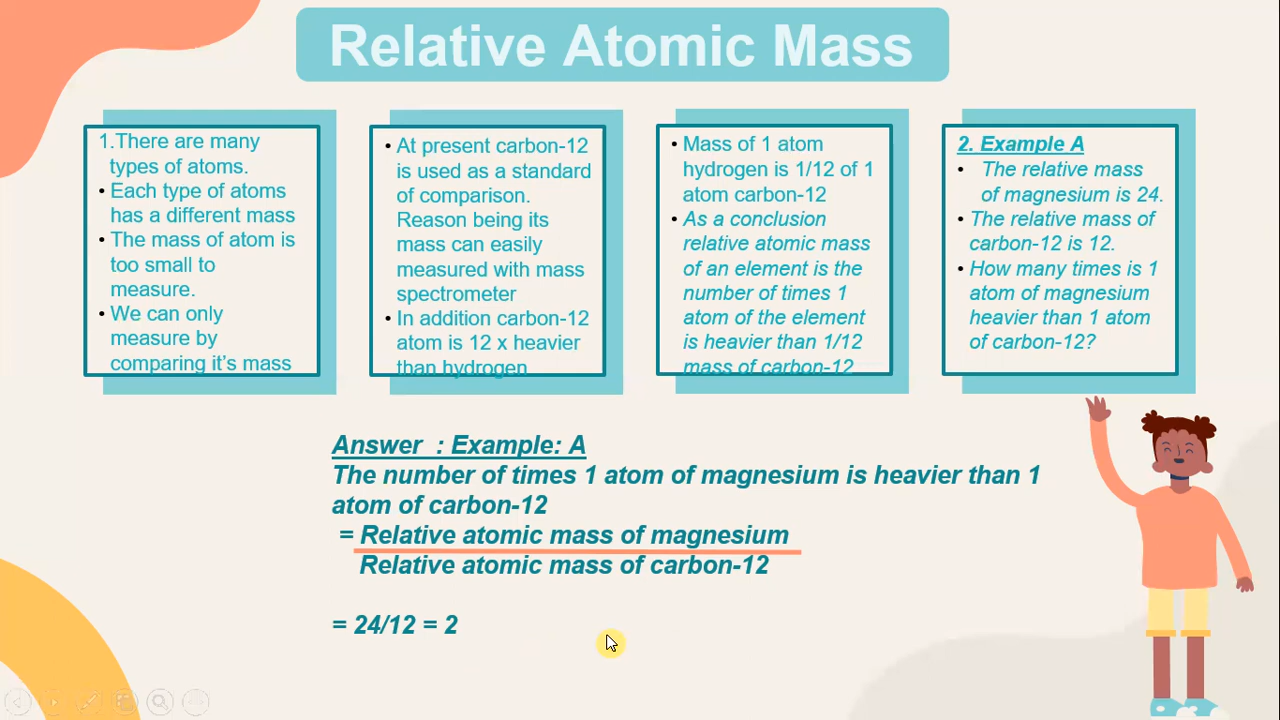 Relative Atomic Mass
1.There are many
types of atoms.
• Each type of atoms
has a different mass
• The mass of atom is
too small to
measure.
• We can only
measure by
comparing it's mass
• At present carbon-12
is used as a standard
of comparison.
Reason being its
mass can easily
measured with mass
spectrometer
• In addition carbon-12
atom is 12 x heavier
than hydrogen
• Mass of 1 atom
hydrogen is 1/12 of 1
atom carbon-12
• As a conclusion
relative atomic mass
of an element is the
number of times 1
atom of the element
is heavier than 1/12
mass of carbon-12
2. Example A
• The relative mass
of magnesium is 24.
• The relative mass of
carbon-12 is 12.
• How many times is 1
atom of magnesium
heavier than 1 atom
of carbon-12?
Answer : Example: A
The number of times 1 atom of magnesium is heavier than 1
atom of carbon-12
= Relative atomic mass of magnesium
Relative atomic mass of carbon-12
= 24/12 = 2